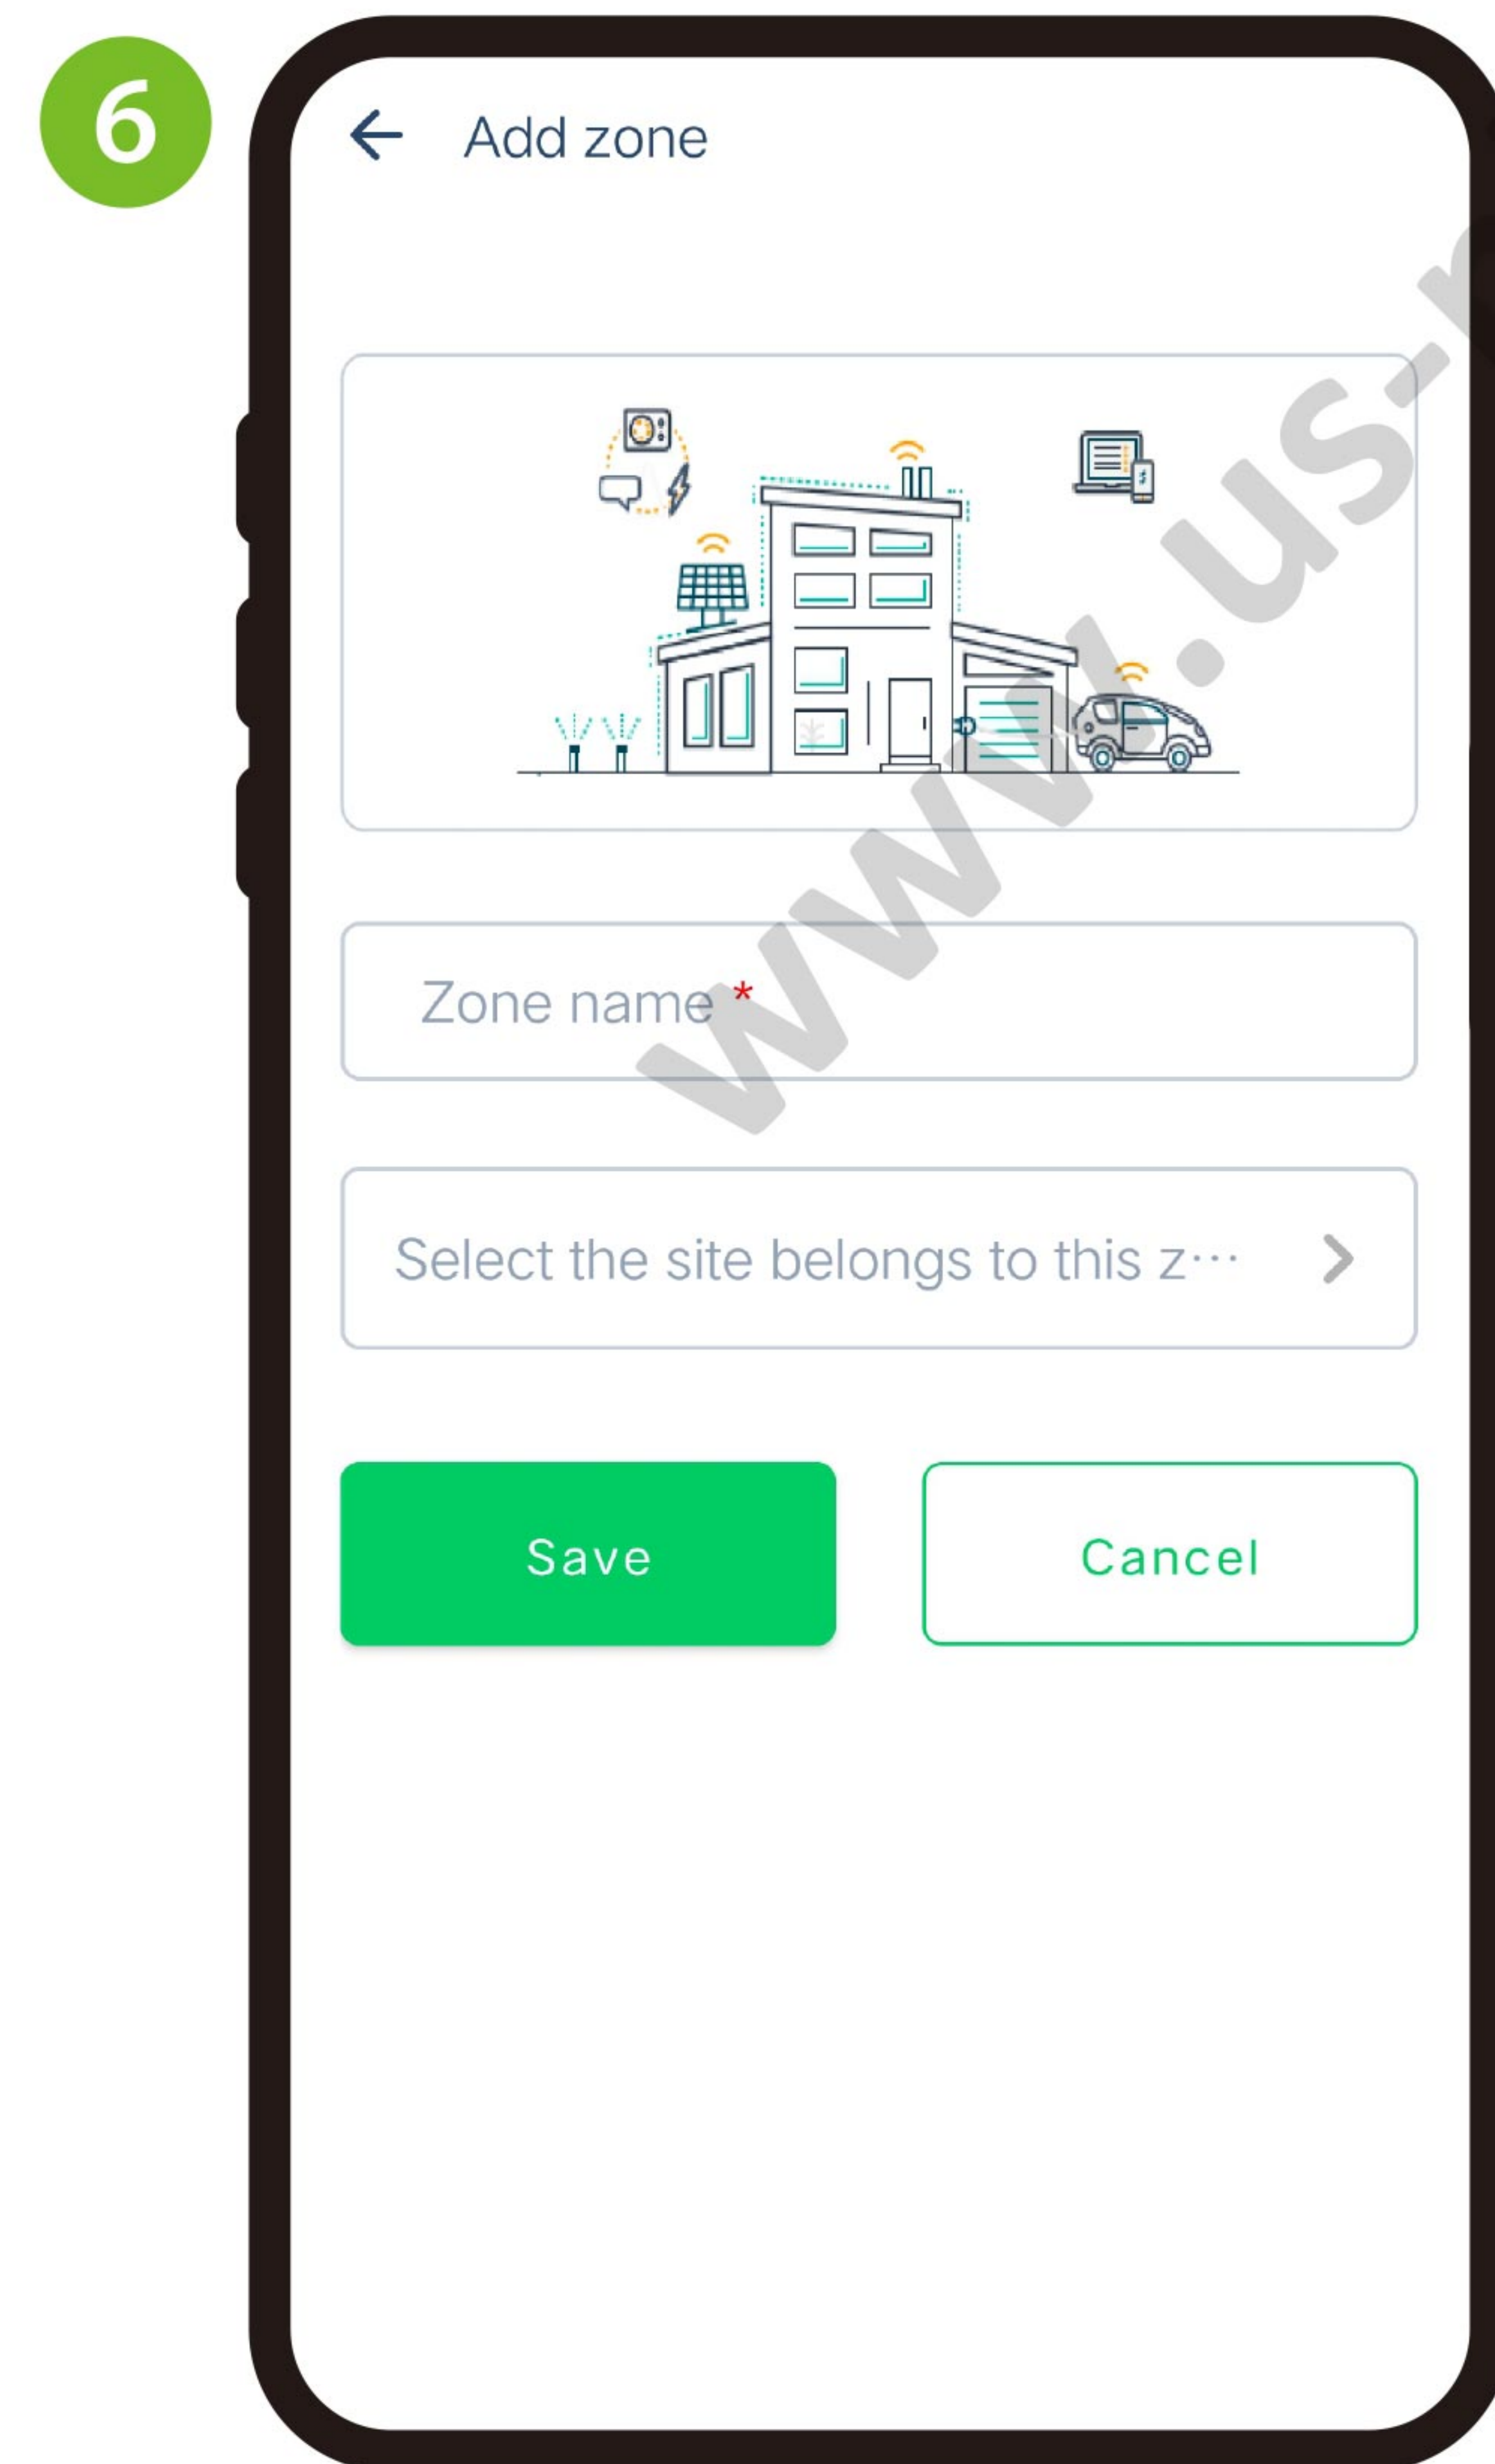 6
Add zone
Zone name *
Select the site belongs to this z···
Save
Cancel
www.us-